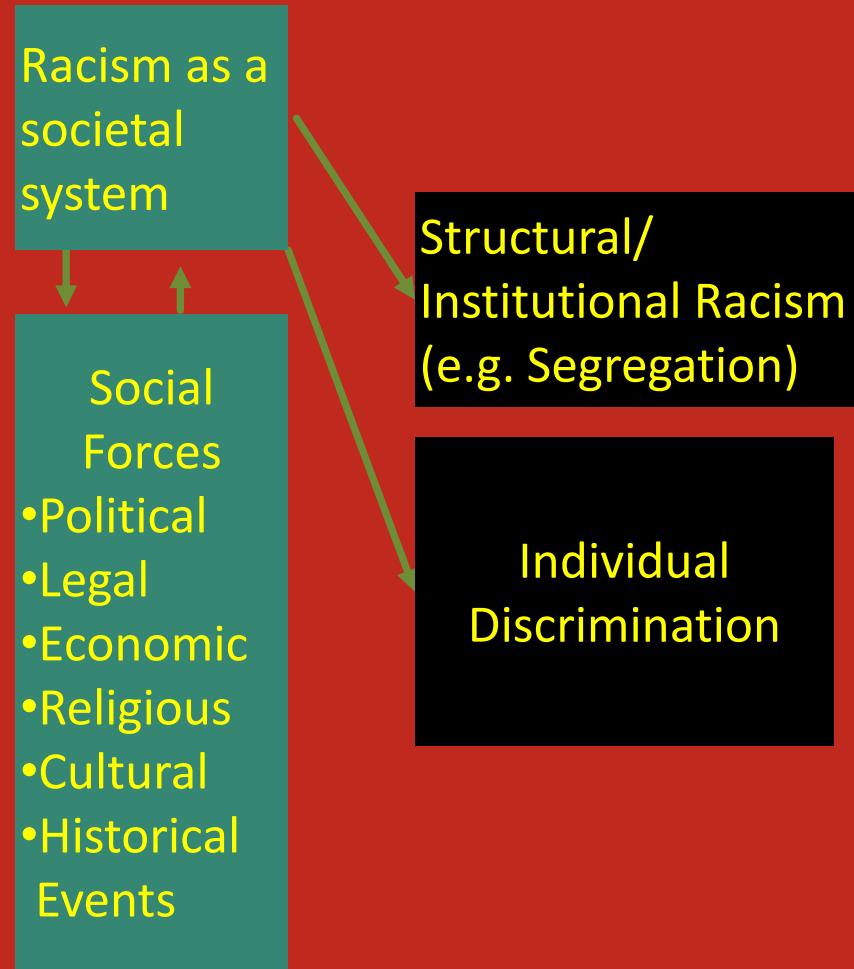 Racism as a
societal
system
Structural/
Institutional Racism
(e.g. Segregation)
Social
Forces
•Political
•Legal
•Economic
•Religious
•Cultural
•Historical
Events
Individual
Discrimination